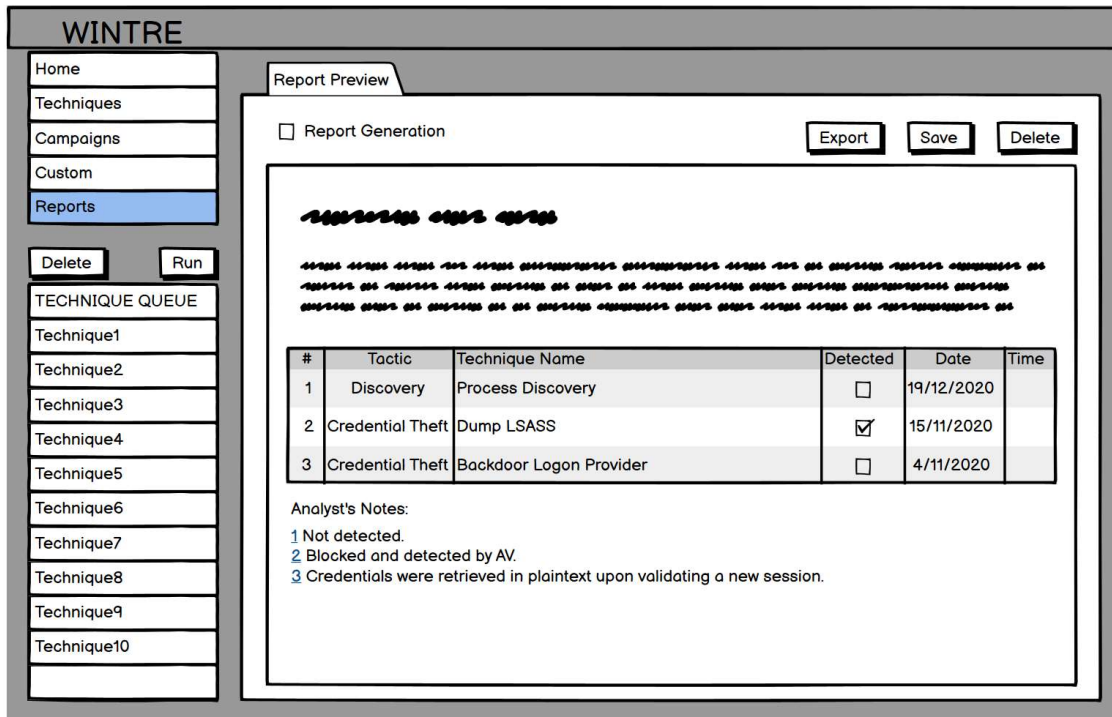 WINTRE
Home
Techniques
Campaigns
Custom
Reports
Delete Run
TECHNIQUE QUEUE
Technique1
Technique2
Technique3
Technique4
Technique5
Technique6
Technique7
Technique8
Technique9
Technique10
Report Preview
Report Generation Export Save Delete
# Tactic Technique Name Detected Date Time
1 Discovery Process Discovery 19/12/2020
2 Credential Theft Dump LSASS 15/11/2020
3 Credential Theft Backdoor Logon Provider 4/11/2020
Analyst's Notes:
1 Not detected.
2 Blocked and detected by AV.
3 Credentials were retrieved in plaintext upon validating a new session.